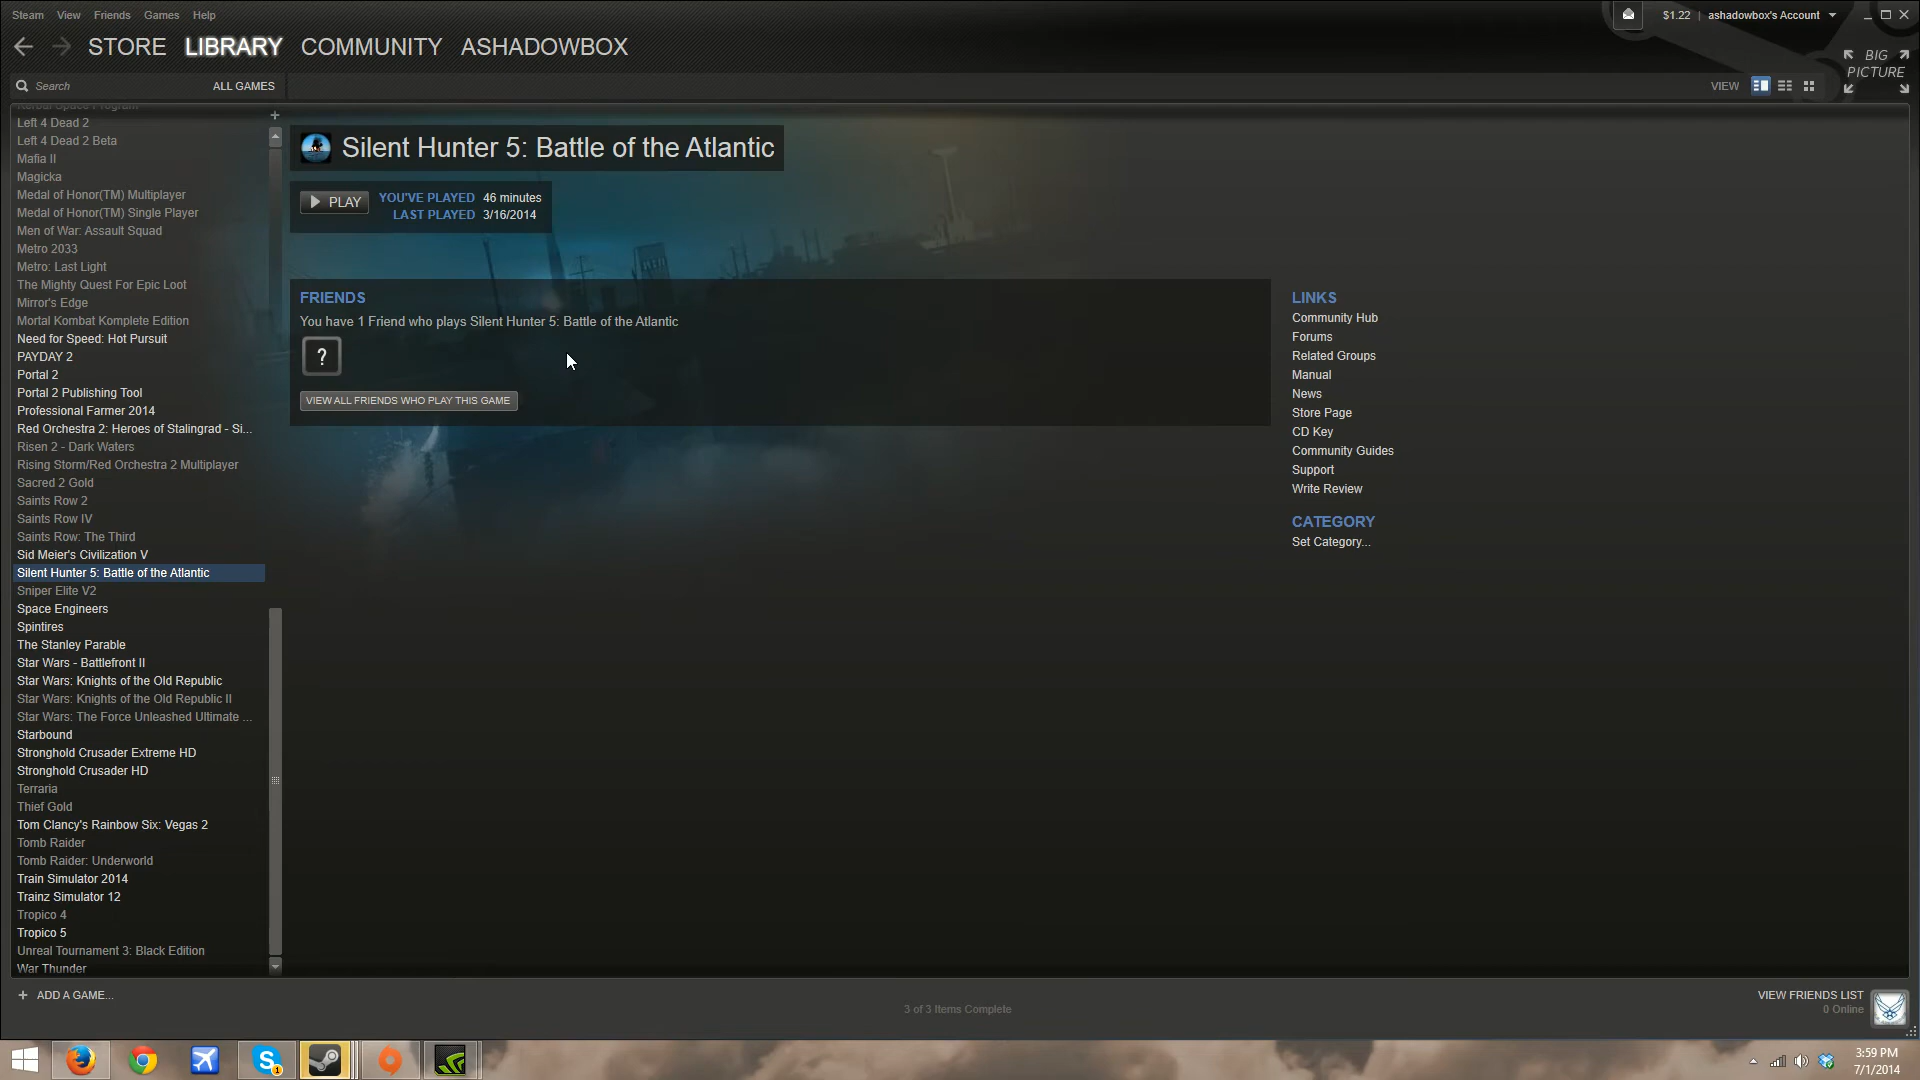 Steam View Friends Games Help
$1.22 | ashadowbox's Account
STORE LIBRARY COMMUNITY ASHADOWBOX
BIG PICTURE
Search ALL GAMES
VIEW
Kerbal Space Program
Left 4 Dead 2
Left 4 Dead 2 Beta
Mafia II
Magicka
Medal of Honor(TM) Multiplayer
Medal of Honor(TM) Single Player
Men of War: Assault Squad
Metro 2033
Metro: Last Light
The Mighty Quest For Epic Loot
Mirror's Edge
Mortal Kombat Komplete Edition
Need for Speed: Hot Pursuit
PAYDAY 2
Portal 2
Portal 2 Publishing Tool
Professional Farmer 2014
Red Orchestra 2: Heroes of Stalingrad - Si...
Risen 2 - Dark Waters
Rising Storm/Red Orchestra 2 Multiplayer
Sacred 2 Gold
Saints Row 2
Saints Row IV
Saints Row: The Third
Sid Meier's Civilization V
Silent Hunter 5: Battle of the Atlantic
Sniper Elite V2
Space Engineers
Spintires
The Stanley Parable
Star Wars - Battlefront II
Star Wars: Knights of the Old Republic
Star Wars: Knights of the Old Republic II
Star Wars: The Force Unleashed Ultimate ...
Starbound
Stronghold Crusader Extreme HD
Stronghold Crusader HD
Terraria
Thief Gold
Tom Clancy's Rainbow Six: Vegas 2
Tomb Raider
Tomb Raider: Underworld
Train Simulator 2014
Trainz Simulator 12
Tropico 4
Tropico 5
Unreal Tournament 3: Black Edition
War Thunder
Silent Hunter 5: Battle of the Atlantic
PLAY
YOU'VE PLAYED 46 minutes
LAST PLAYED 3/16/2014
FRIENDS
You have 1 Friend who plays Silent Hunter 5: Battle of the Atlantic
?
VIEW ALL FRIENDS WHO PLAY THIS GAME
LINKS
Community Hub
Forums
Related Groups
Manual
News
Store Page
CD Key
Community Guides
Support
Write Review
CATEGORY
Set Category...
+ ADD A GAME...
3 of 3 Items Complete
VIEW FRIENDS LIST
0 Online
3:59 PM
7/1/2014